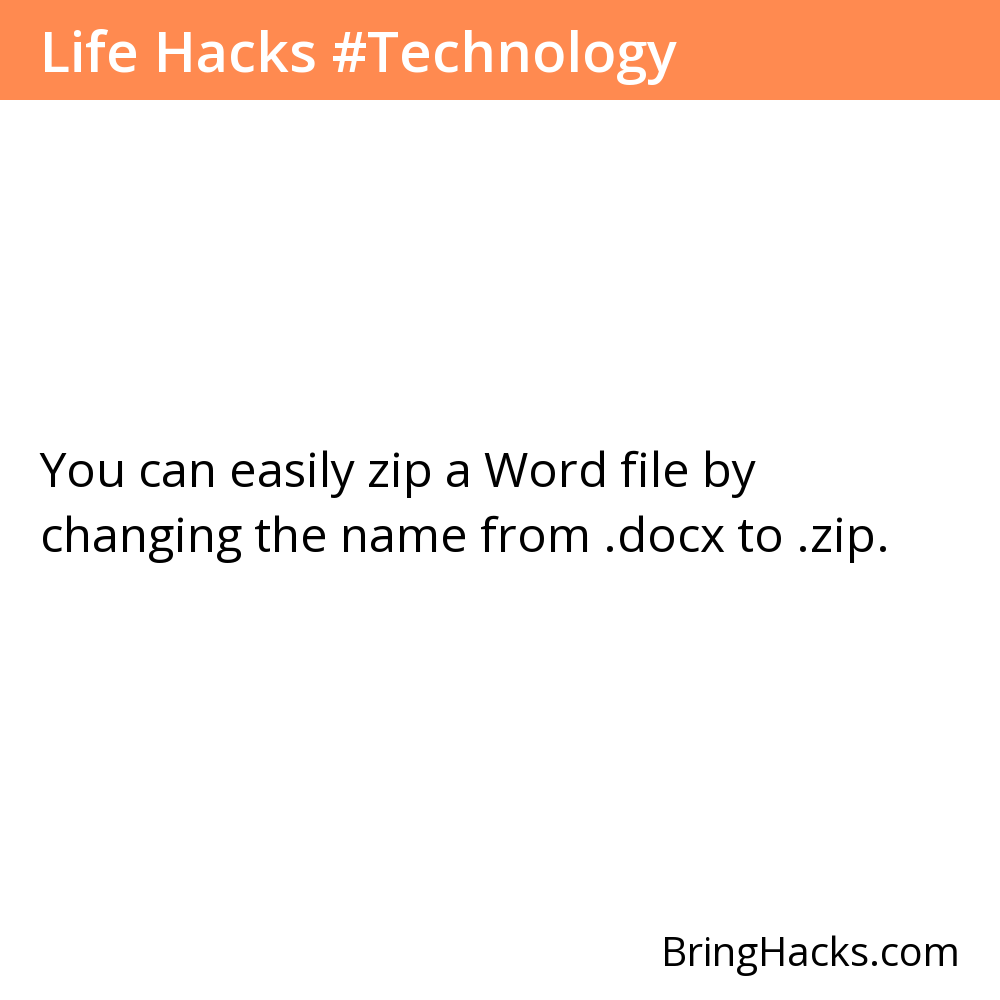 Life Hacks #Technology
You can easily zip a Word file by
changing the name from .docx to .zip.
BringHacks.com